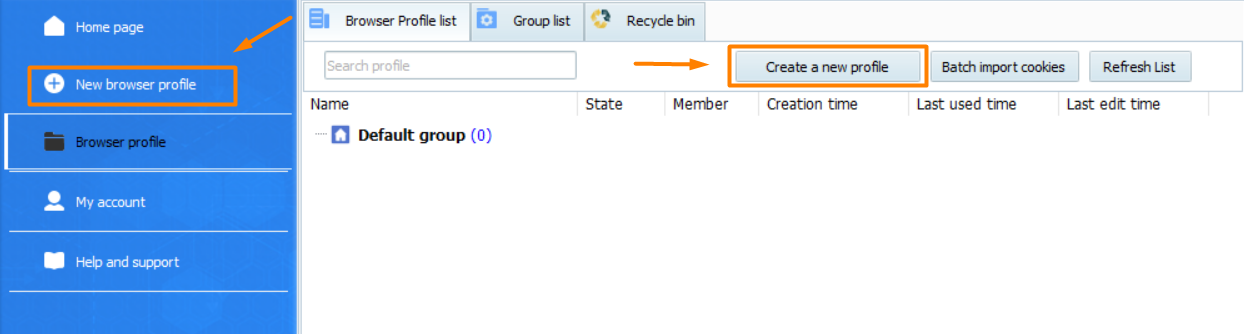 Home page
New browser profile
Browser profile
My account
Help and support
Browser Profile list Group list Recycle bin
Search profile Create a new profile Batch import cookies Refresh List
Name State Member Creation time Last used time Last edit time
Default group (0)